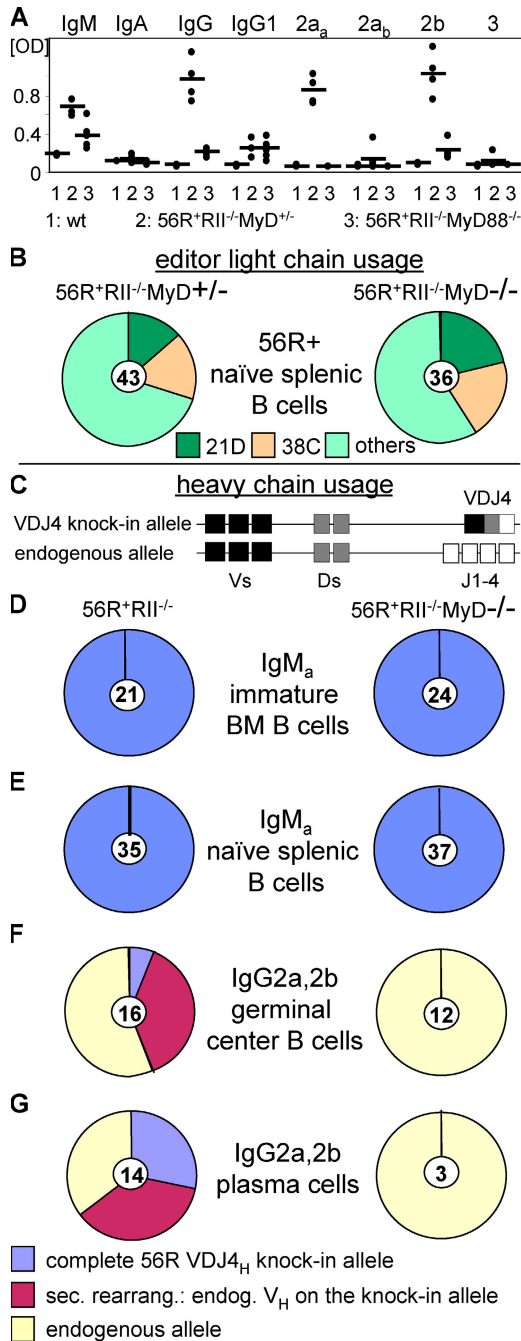 A
IgM IgA IgG IgG1 2aa 2ab 2b 3
[OD]
0.8
0.4
0
1 2 3 1 2 3 1 2 3 1 2 3 1 2 3 1 2 3 1 2 3 1 2 3
1: wt 2: 56R+RII-/-MyD+/- 3: 56R+RII-/-MyD88-/-
B
editor light chain usage
56R+RII-/-MyD+/- 56R+RII-/-MyD-/-
43 56R+ naïve splenic B cells 36
21D 38C others
C
heavy chain usage
VDJ4
VDJ4 knock-in allele
endogenous allele
Vs Ds J1-4
D
56R+RII-/- 56R+RII-/-MyD-/-
21 IgMa immature BM B cells 24
E
35 IgMa naïve splenic B cells 37
F
16 IgG2a,2b germinal center B cells 12
G
14 IgG2a,2b plasma cells 3
complete 56R VDJ4H knock-in allele
sec. rearrang.: endog. VH on the knock-in allele
endogenous allele